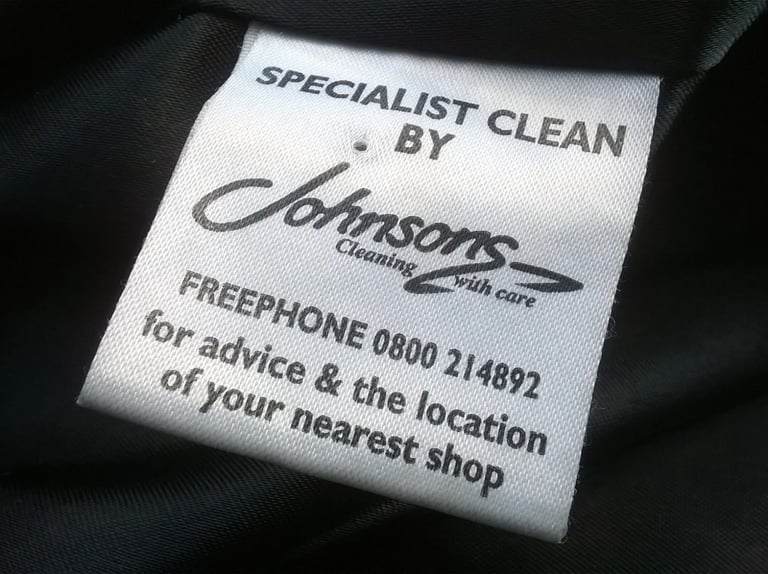 SPECIALIST CLEAN
BY
Johnsons
Cleaning with care
FREEPHONE 0800 214892
for advice & the location
of your nearest shop